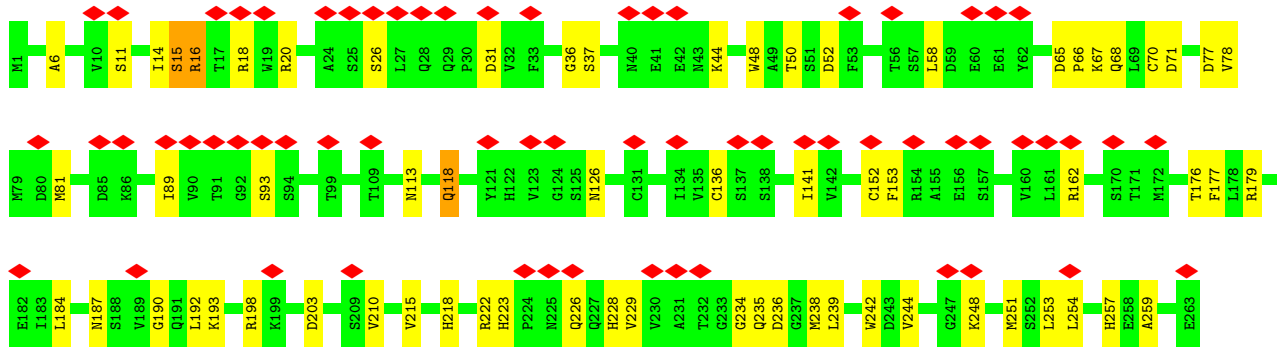 M1 A6 V10 S11 I14 S15 R16 T17 R18 W19 R20 A24 S25 S26 L27 Q28 Q29 P30 D31 V32 F33 G36 S37 N40 E41 E42 N43 K44 W48 A49 T50 S51 D52 F53 T56 S57 L58 D59 E60 E61 Y62 D65 P66 K67 Q68 L69 C70 D71 D77 V78
M79 D80 M81 D85 K86 I89 V90 T91 G92 S93 S94 T99 T109 N113 Q118 Y121 H122 V123 G124 S125 N126 C131 I134 V135 C136 S137 S138 I141 V142 C152 F153 R154 A155 E156 S157 V160 L161 R162 S170 T171 M172 T176 F177 L178 R179
E182 I183 L184 N187 S188 V189 G190 Q191 L192 K193 R198 K199 D203 S209 V210 V215 H218 R222 H223 P224 N225 Q226 Q227 H228 V229 V230 A231 T232 G233 G234 Q235 D236 G237 M238 L239 W242 D243 V244 G247 K248 M251 S252 L253 L254 H257 E258 A259 E263